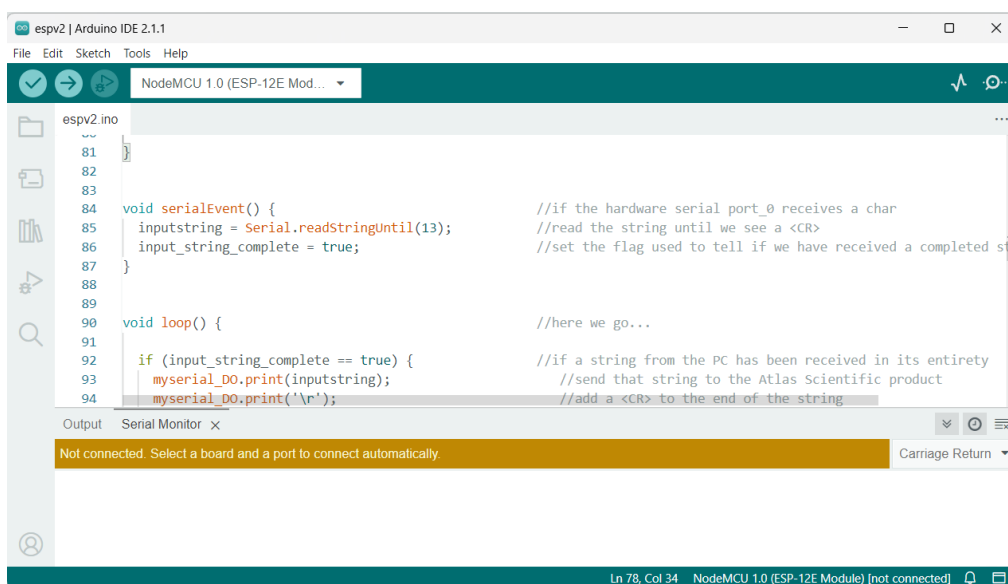 espv2 | Arduino IDE 2.1.1
File Edit Sketch Tools Help
NodeMCU 1.0 (ESP-12E Mod...
espv2.ino
81 }
82
83
84 void serialEvent() { //if the hardware serial port_0 receives a char
85 inputstring = Serial.readStringUntil(13); //read the string until we see a <CR>
86 input_string_complete = true; //set the flag used to tell if we have received a completed
87 }
88
89
90 void loop() { //here we go...
91
92 if (input_string_complete == true) { //if a string from the PC has been received in its entirety
93 myserial_DO.print(inputstring); //send that string to the Atlas Scientific product
94 myserial_DO.print('\r'); //add a <CR> to the end of the string
Output Serial Monitor
Not connected. Select a board and a port to connect automatically.
Carriage Return
Ln 78, Col 34 NodeMCU 1.0 (ESP-12E Module) [not connected]